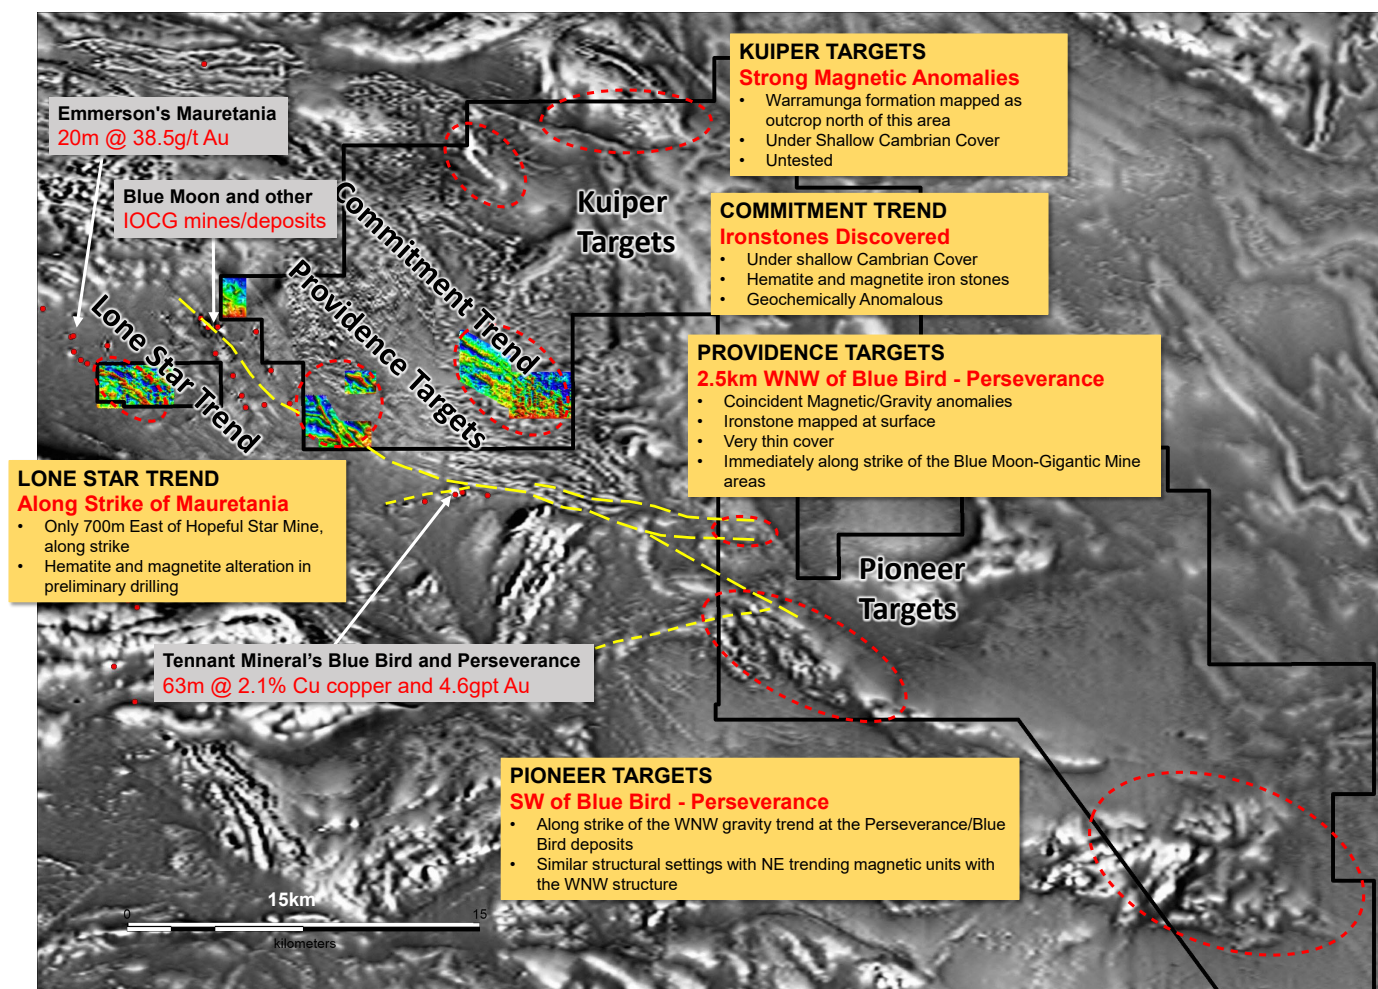 KUIPER TARGETS
Strong Magnetic Anomalies
• Warramunga formation mapped as
outcrop north of this area
• Under Shallow Cambrian Cover
• Untested
Emmerson's Mauretania
20m @ 38.5g/t Au
Blue Moon and other
IOCG mines/deposits
Kuiper
Targets
Commitment Trend
Providence Targets
Lone Star Trend
COMMITMENT TREND
Ironstones Discovered
• Under shallow Cambrian Cover
• Hematite and magnetite iron stones
• Geochemically Anomalous
PROVIDENCE TARGETS
2.5km WNW of Blue Bird - Perseverance
• Coincident Magnetic/Gravity anomalies
• Ironstone mapped at surface
• Very thin cover
• Immediately along strike of the Blue Moon-Gigantic Mine
areas
LONE STAR TREND
Along Strike of Mauretania
• Only 700m East of Hopeful Star Mine,
along strike
• Hematite and magnetite alteration in
preliminary drilling
Pioneer
Targets
Tennant Mineral's Blue Bird and Perseverance
63m @ 2.1% Cu copper and 4.6gpt Au
PIONEER TARGETS
SW of Blue Bird - Perseverance
• Along strike of the WNW gravity trend at the Perseverance/Blue
Bird deposits
• Similar structural settings with NE trending magnetic units with
the WNW structure
15km
0 15
kilometers